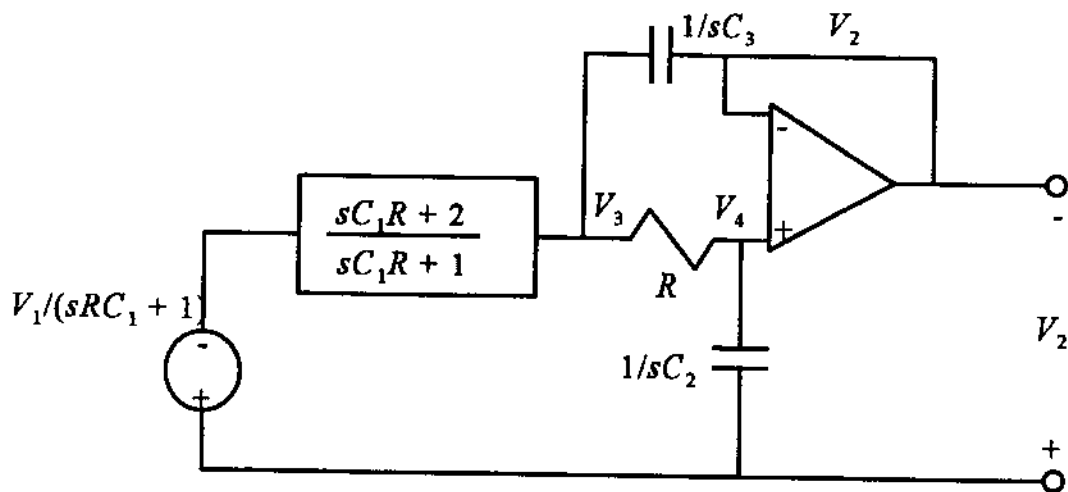 1/sC₃
V₂
-
sC₁R + 2
sC₁R + 1
V₃
V₄
+
R
-
V₁/(sRC₁ + 1)
-
+
1/sC₂
V₂
+